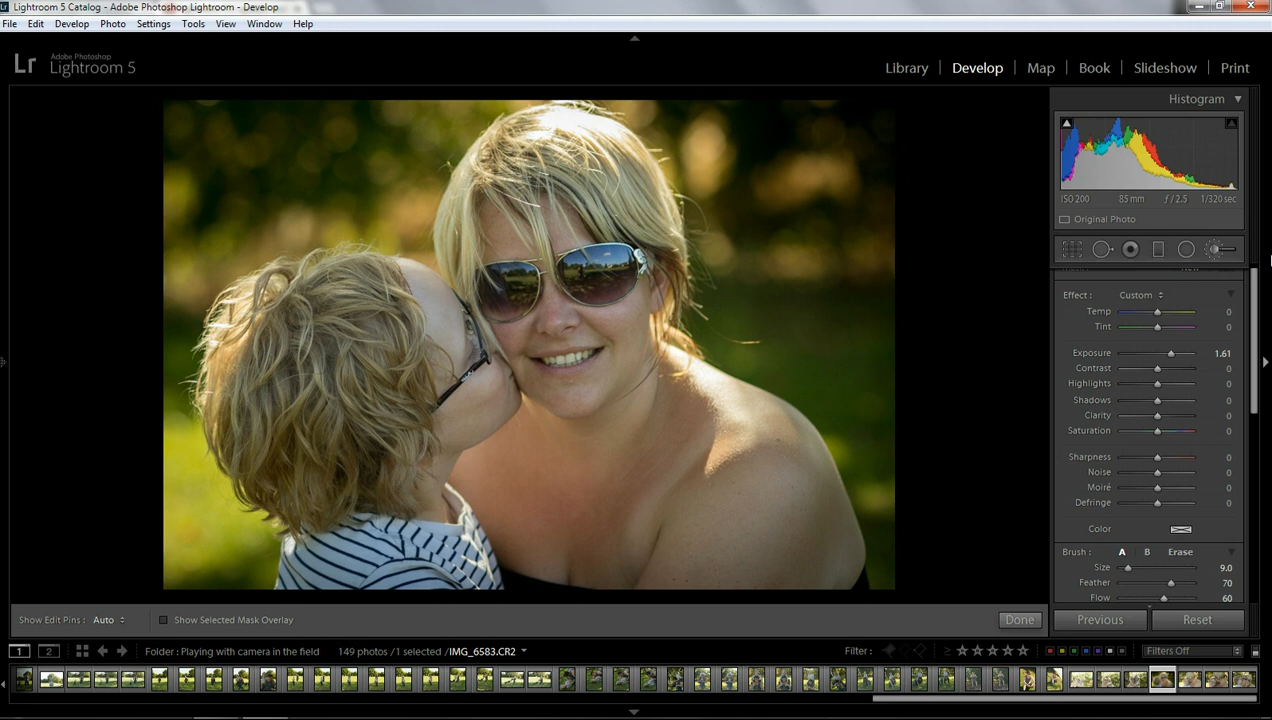 Lightroom 5 Catalog - Adobe Photoshop Lightroom - Develop
File Edit Develop Photo Settings Tools View Window Help
Lr Adobe Photoshop
Lightroom 5
Library | Develop | Map | Book | Slideshow | Print
Histogram
ISO 200 85 mm ƒ / 2.5 1/320 sec
Original Photo
Effect : Custom
Temp 0
Tint 0
Exposure 1.61
Contrast 0
Highlights 0
Shadows 0
Clarity 0
Saturation 0
Sharpness 0
Noise 0
Moiré 0
Defringe 0
Color
Brush : A B Erase
Size 9.0
Feather 70
Flow 60
Show Edit Pins : Auto Show Selected Mask Overlay Done Previous Reset
1 2 Folder : Playing with camera in the field 149 photos / 1 selected / IMG_6583.CR2 Filter : Filters Off